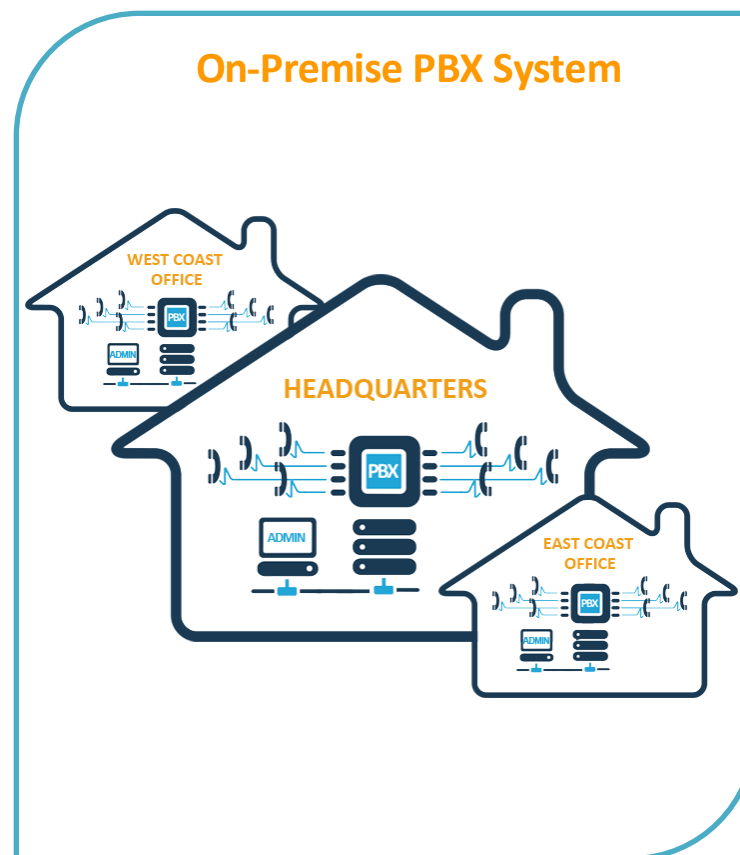 On-Premise PBX System
WEST COAST
OFFICE
PBX
ADMIN
HEADQUARTERS
PBX
ADMIN
EAST COAST
OFFICE
PBX
ADMIN